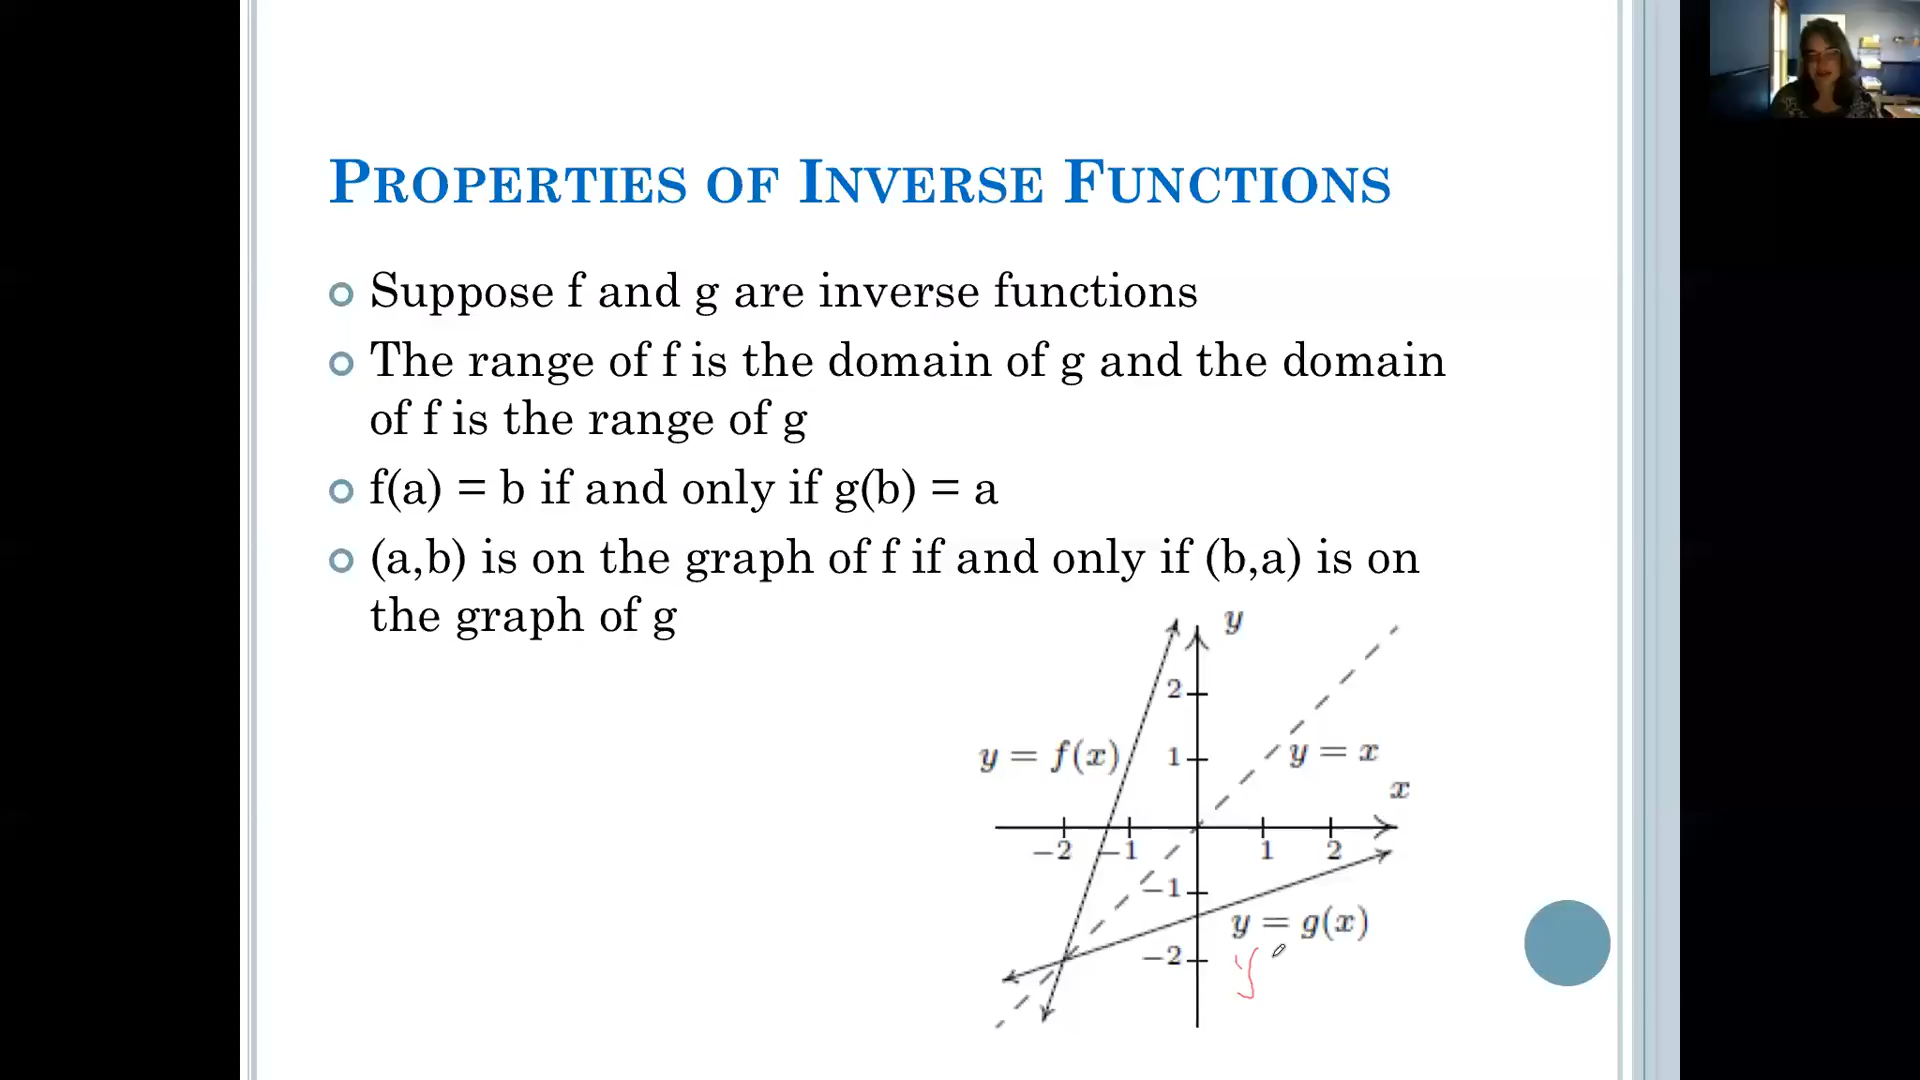 PROPERTIES OF INVERSE FUNCTIONS
Suppose f and g are inverse functions
The range of f is the domain of g and the domain
of f is the range of g
f(a) = b if and only if g(b) = a
(a,b) is on the graph of f if and only if (b,a) is on
the graph of g
y
2
y = f(x)
1
y = x
x
−2 −1 1 2
−1
y = g(x)
−2
y